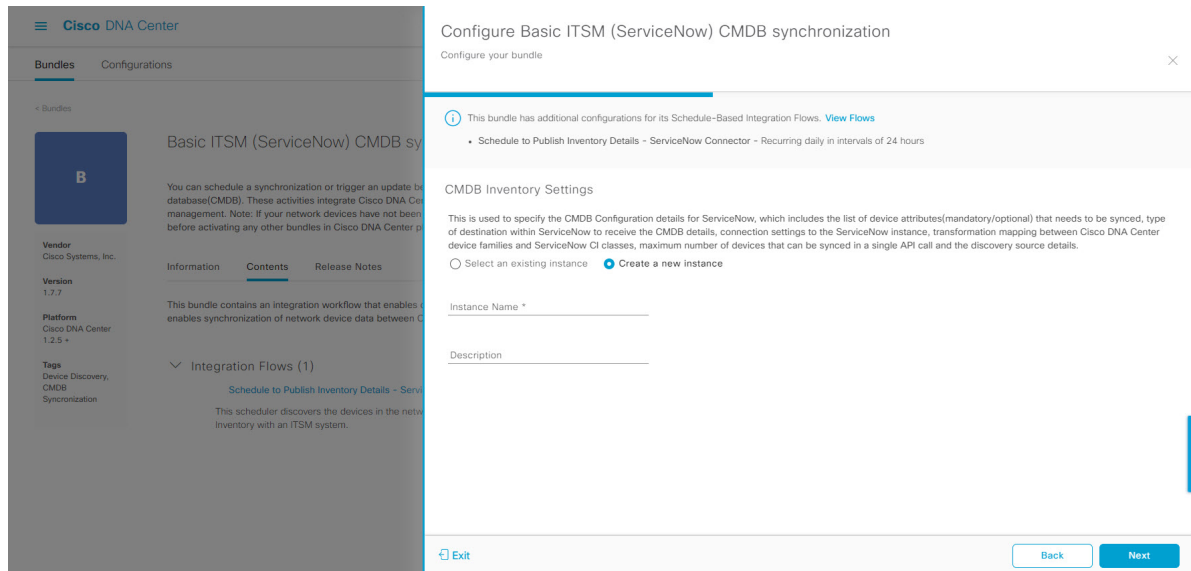 Cisco DNA Center
Bundles Configurations
< Bundles
B
Vendor
Cisco Systems, Inc.
Version
1.7.7
Platform
Cisco DNA Center
1.2.5 +
Tags
Device Discovery,
CMDB
Syncronization
Basic ITSM (ServiceNow) CMDB sy
You can schedule a synchronization or trigger an update be
database(CMDB). These activities integrate Cisco DNA Ce
management. Note: If your network devices have not been
before activating any other bundles in Cisco DNA Center pl
Information Contents Release Notes
This bundle contains an integration workflow that enables
enables synchronization of network device data between C
Integration Flows (1)
Schedule to Publish Inventory Details - Servi
This scheduler discovers the devices in the netw
Inventory with an ITSM system.
Configure Basic ITSM (ServiceNow) CMDB synchronization
Configure your bundle
This bundle has additional configurations for its Schedule-Based Integration Flows. View Flows
• Schedule to Publish Inventory Details - ServiceNow Connector - Recurring daily in intervals of 24 hours
CMDB Inventory Settings
This is used to specify the CMDB Configuration details for ServiceNow, which includes the list of device attributes(mandatory/optional) that needs to be synced, type
of destination within ServiceNow to receive the CMDB details, connection settings to the ServiceNow instance, transformation mapping between Cisco DNA Center
device families and ServiceNow CI classes, maximum number of devices that can be synced in a single API call and the discovery source details.
Select an existing instance Create a new instance
Instance Name *
Description
Exit
Back
Next